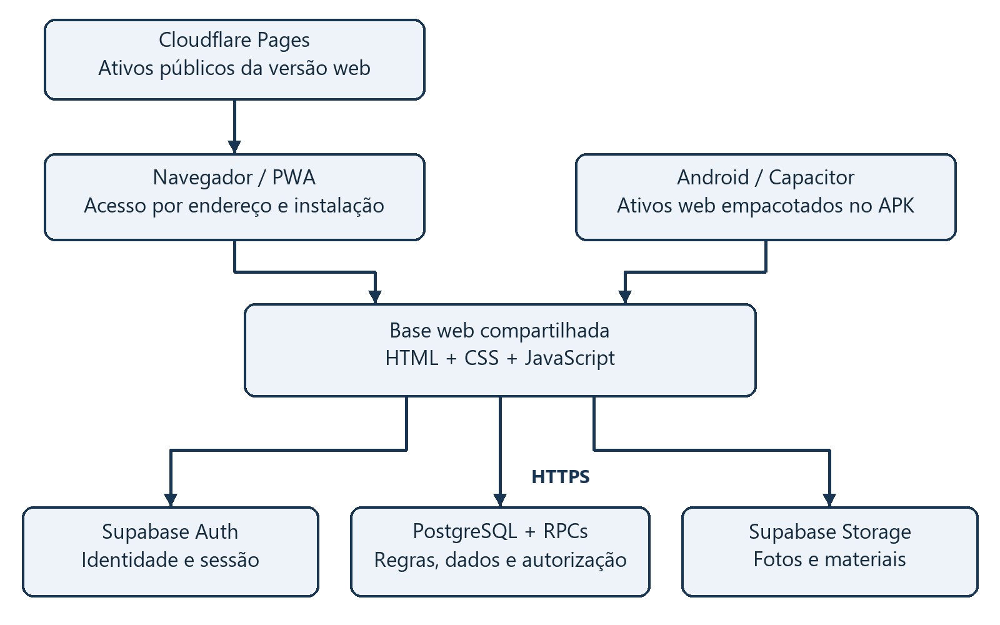 Cloudflare Pages
Ativos públicos da versão web
Navegador / PWA
Acesso por endereço e instalação
Android / Capacitor
Ativos web empacotados no APK
Base web compartilhada
HTML + CSS + JavaScript
HTTPS
Supabase Auth
Identidade e sessão
PostgreSQL + RPCs
Regras, dados e autorização
Supabase Storage
Fotos e materiais